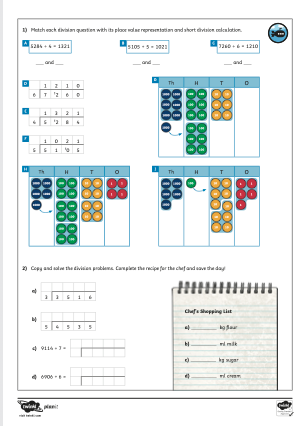 1) Match each division question with its place value representation and short division calculation.
A 5284 ÷ 4 = 1321
B 5105 ÷ 5 = 1021
C 7260 ÷ 6 = 1210
___ and ___ ___ and ___ ___ and ___
D 1 2 1 0
6 7 ¹2 6 0
E 1 3 2 1
4 5 ¹2 8 4
F 1 0 2 1
5 5 1 ¹0 5
G
Th H T O
H
Th H T O
I
Th H T O
2) Copy and solve the division problems. Complete the recipe for the chef and save the day!
a) 3 3 5 1 6
b) 5 4 5 3 5
c) 9114 ÷ 7 =
d) 6906 ÷ 6 =
Chef's Shopping List
a) ________ kg flour
b) ________ ml milk
c) ________ kg sugar
d) ________ ml cream
twinkl planit
visit twinkl.com